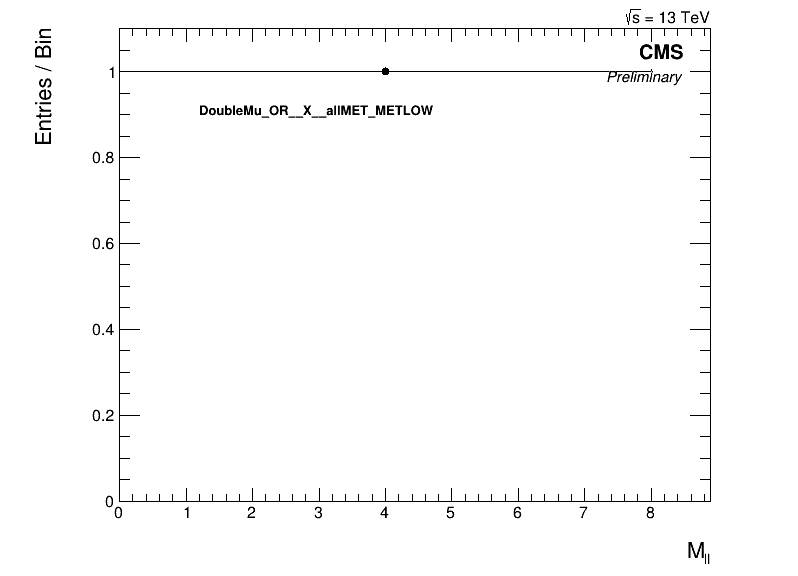 √s = 13 TeV
CMS
Preliminary
Entries / Bin
DoubleMu_OR__X__allMET_METLOW
1
0.8
0.6
0.4
0.2
0
0 1 2 3 4 5 6 7 8
M_ll